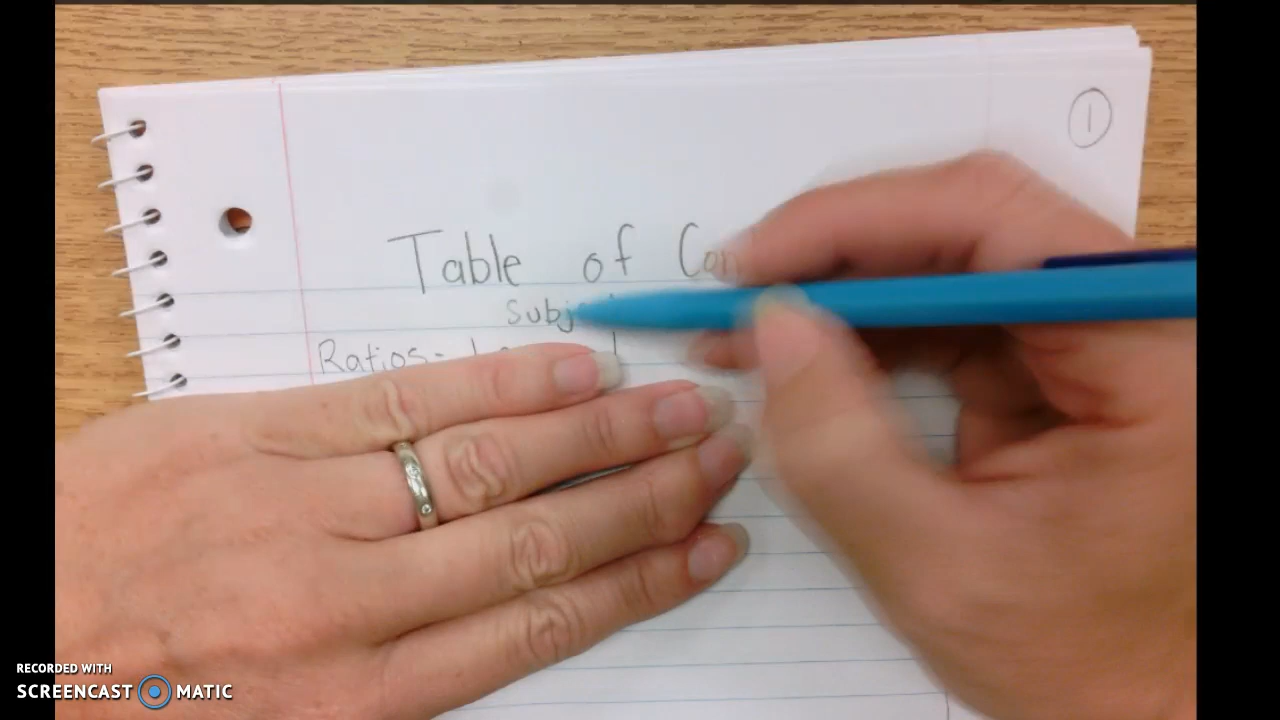 1
Table of Con
Subj
Ratios-
RECORDED WITH
SCREENCAST MATIC